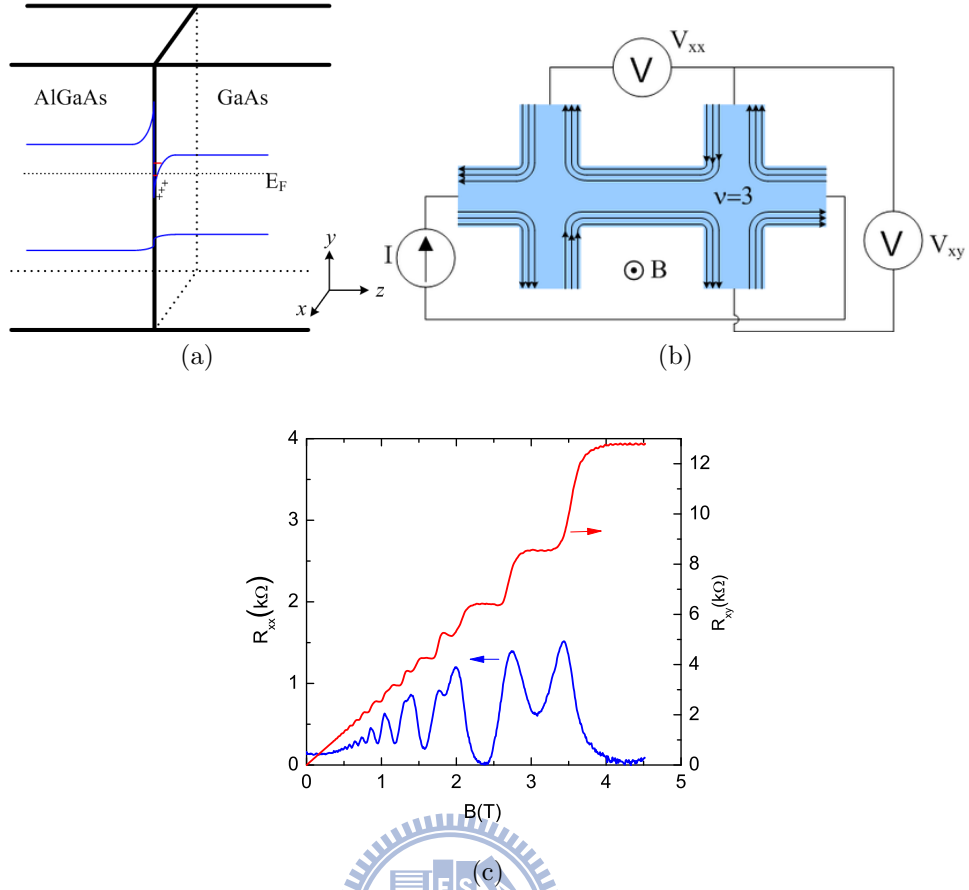 AlGaAs
GaAs
E_F
+++
y
z
x
(a)
V_xx
V
ν=3
I
B
V
V_xy
(b)
4
3
2
1
0
R_xx(kΩ)
12
10
8
6
4
2
0
R_xy(kΩ)
0 1 2 3 4 5
B(T)
(c)